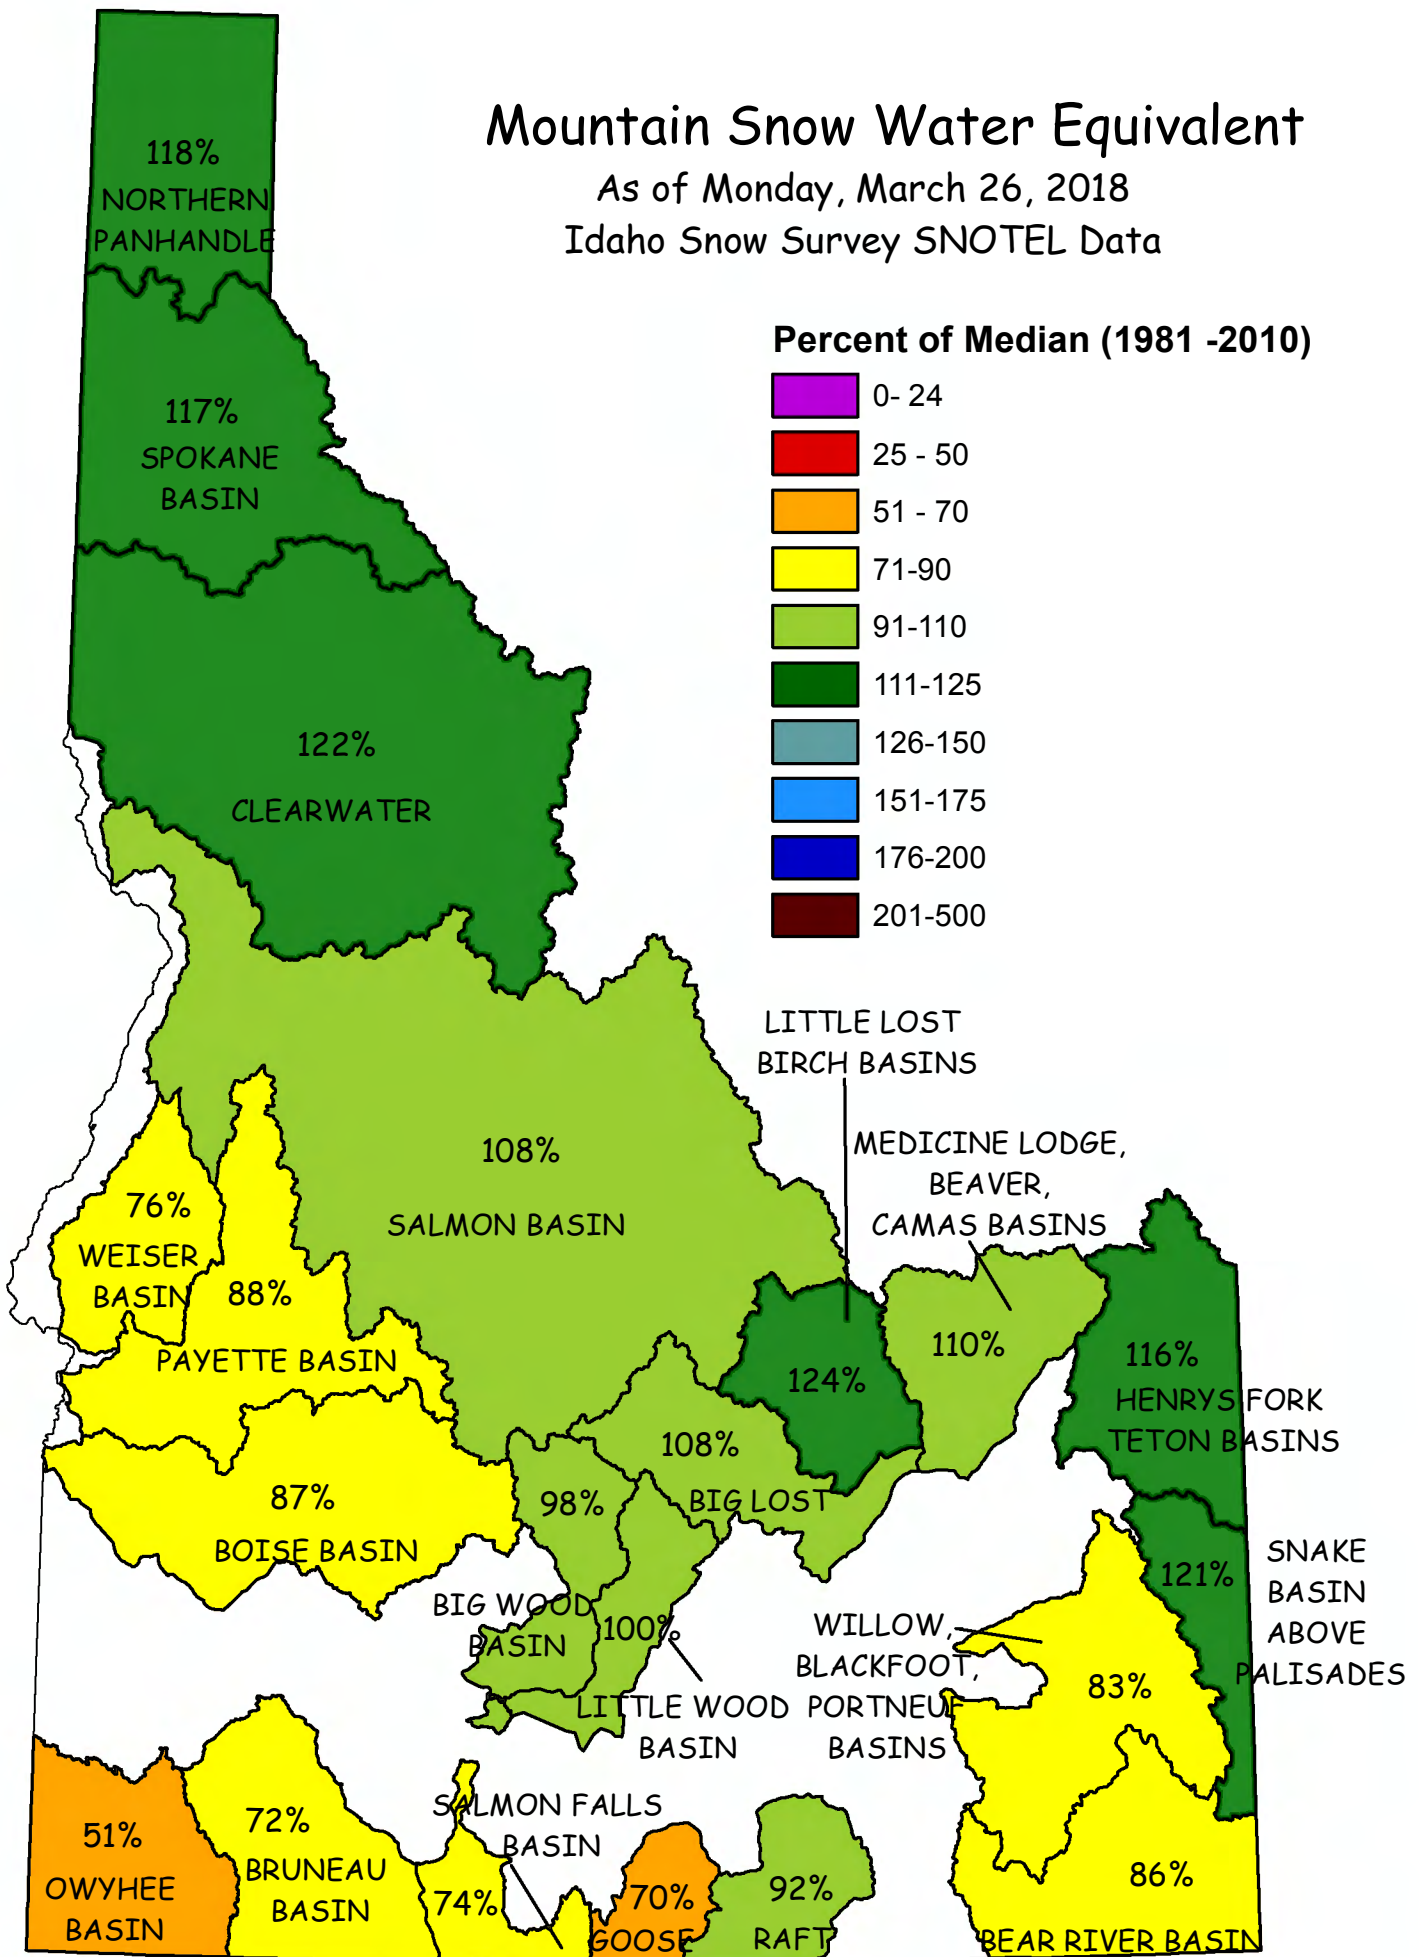 Mountain Snow Water Equivalent
As of Monday, March 26, 2018
Idaho Snow Survey SNOTEL Data
Percent of Median (1981 -2010)
0- 24
25 - 50
51 - 70
71-90
91-110
111-125
126-150
151-175
176-200
201-500
118%
NORTHERN
PANHANDLE
117%
SPOKANE
BASIN
122%
CLEARWATER
LITTLE LOST
BIRCH BASINS
MEDICINE LODGE,
BEAVER,
CAMAS BASINS
108%
SALMON BASIN
76%
WEISER
BASIN
88%
PAYETTE BASIN
124%
110%
116%
HENRYS FORK
TETON BASINS
108%
BIG LOST
87%
BOISE BASIN
98%
BIG WOOD
BASIN
100%
LITTLE WOOD
BASIN
121%
SNAKE
BASIN
ABOVE
PALISADES
WILLOW,
BLACKFOOT,
PORTNEUF
BASINS
83%
51%
OWYHEE
BASIN
72%
BRUNEAU
BASIN
SALMON FALLS
BASIN
74%
70%
GOOSE
92%
RAFT
86%
BEAR RIVER BASIN